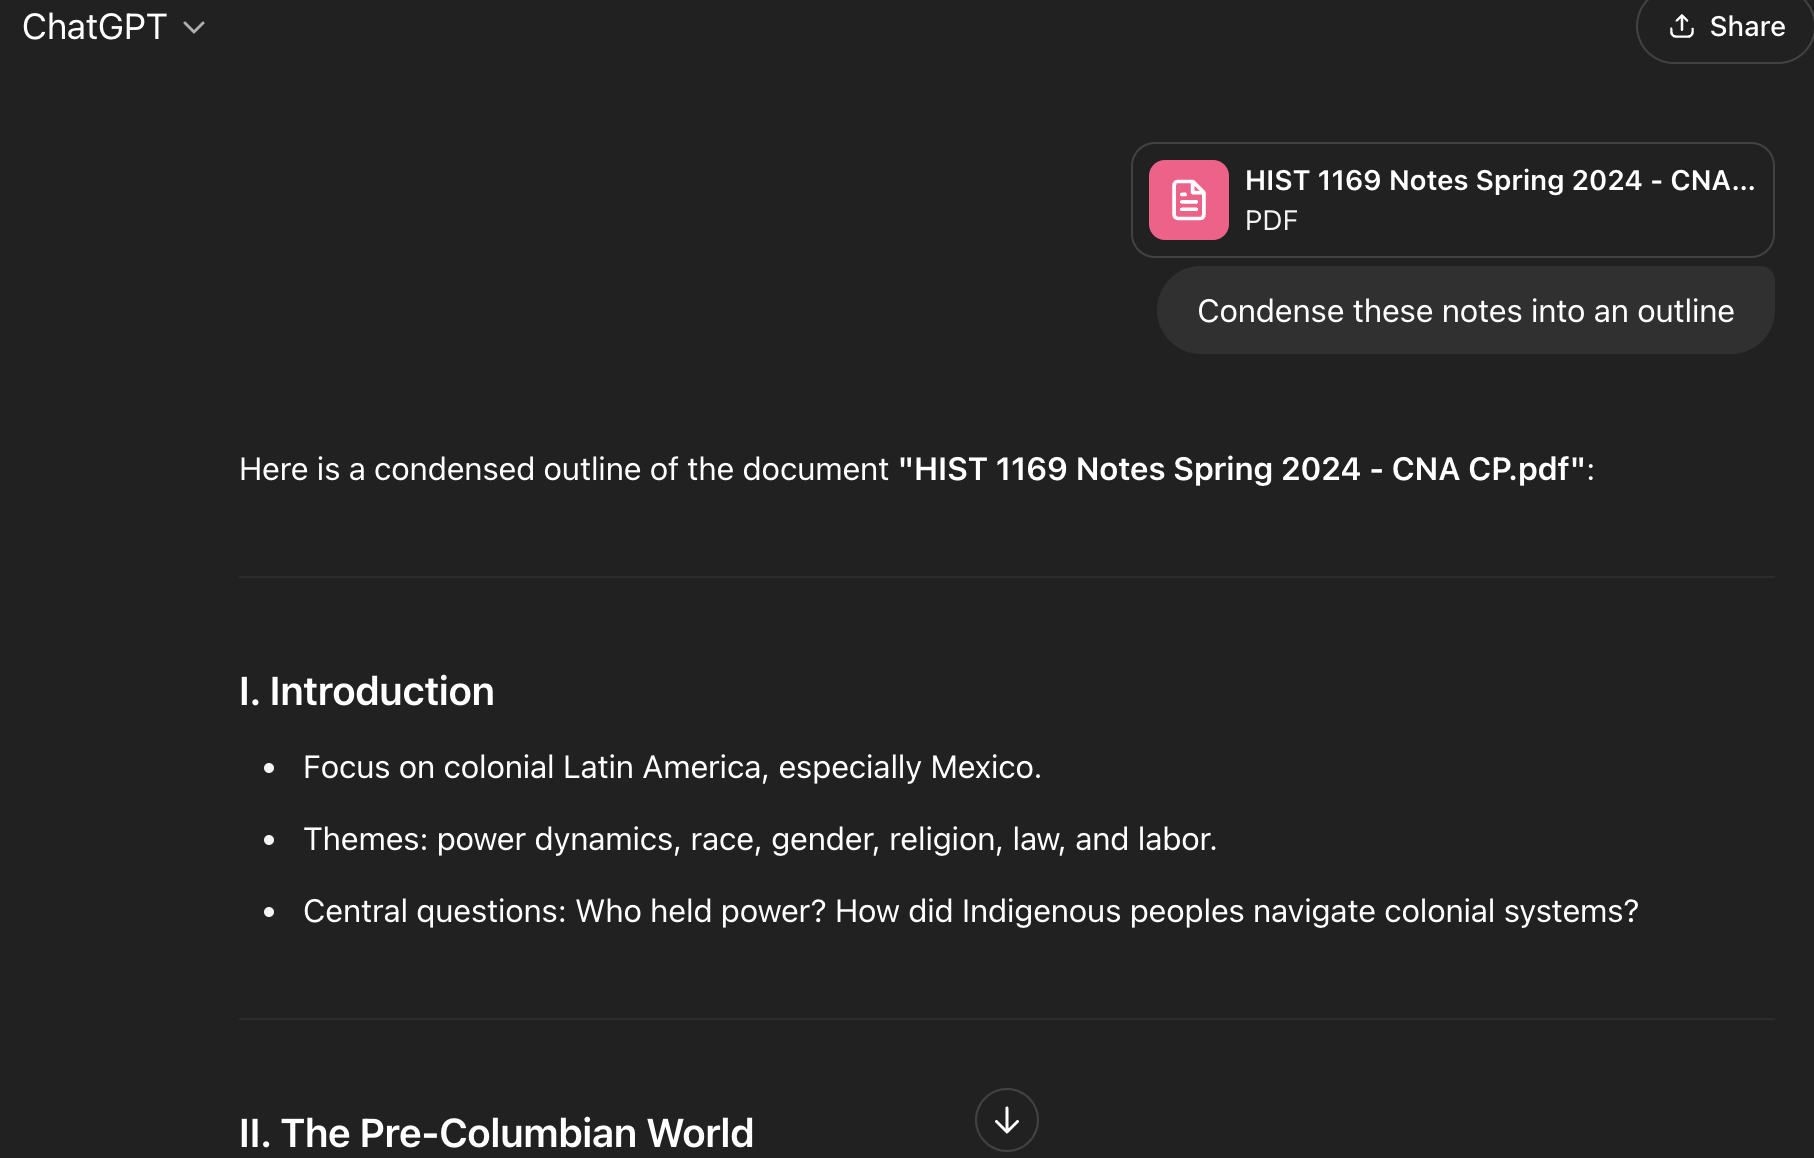 ChatGPT
Share
HIST 1169 Notes Spring 2024 - CNA...
PDF
Condense these notes into an outline
Here is a condensed outline of the document "HIST 1169 Notes Spring 2024 - CNA CP.pdf":
I. Introduction
• Focus on colonial Latin America, especially Mexico.
• Themes: power dynamics, race, gender, religion, law, and labor.
• Central questions: Who held power? How did Indigenous peoples navigate colonial systems?
II. The Pre-Columbian World